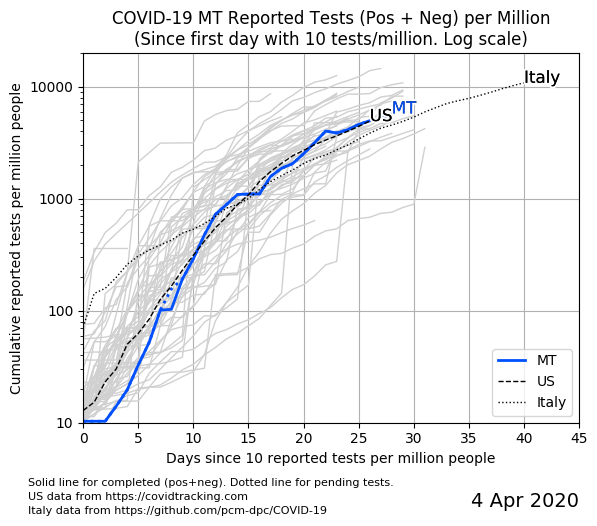 COVID-19 MT Reported Tests (Pos + Neg) per Million
(Since first day with 10 tests/million. Log scale)
Cumulative reported tests per million people
10000
1000
100
10
Italy
MT
US
MT
US
Italy
0 5 10 15 20 25 30 35 40 45
Days since 10 reported tests per million people
Solid line for completed (pos+neg). Dotted line for pending tests.
US data from https://covidtracking.com
Italy data from https://github.com/pcm-dpc/COVID-19
4 Apr 2020